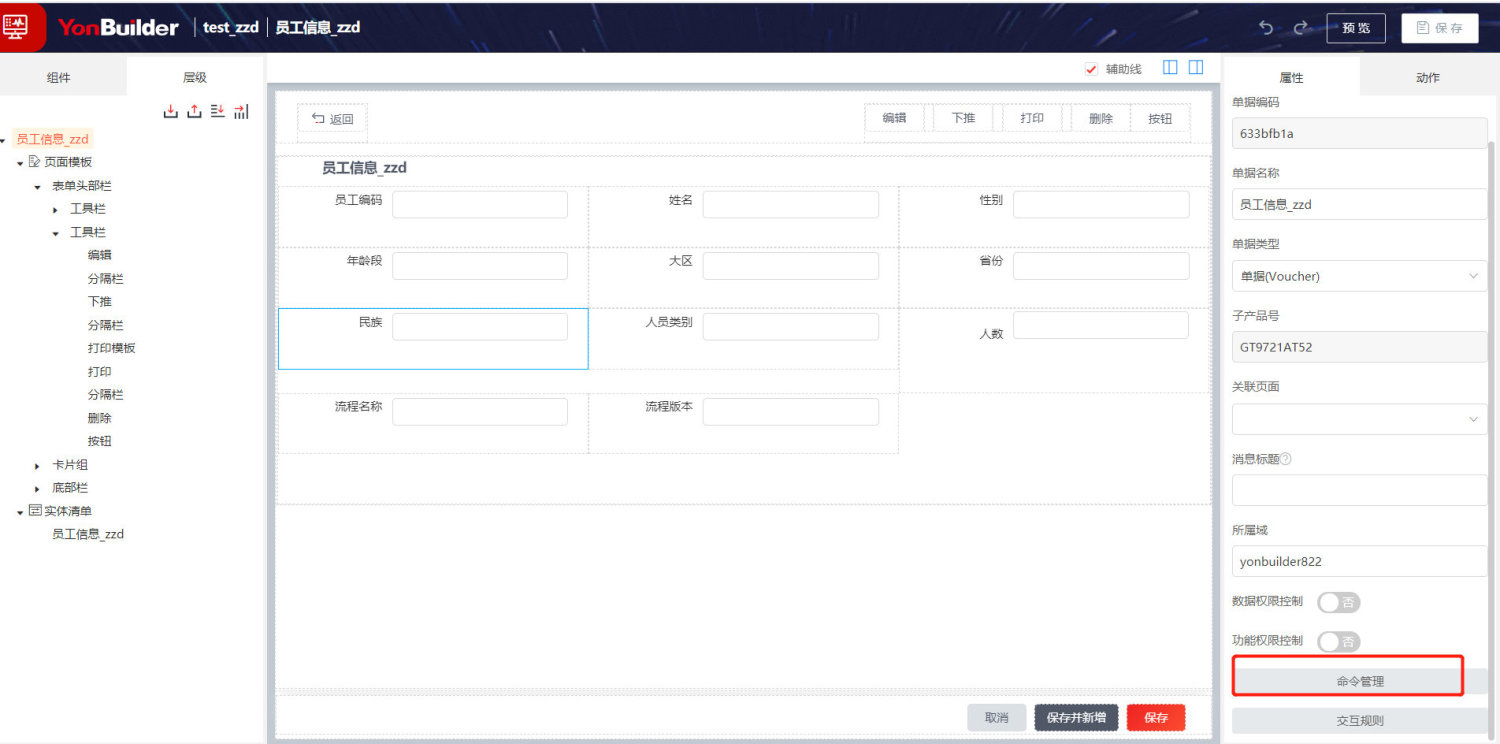 YonBuilder test_zzd 员工信息_zzd 预览 保存
组件 层级
辅助线
属性 动作
员工信息_zzd
页面模板
表单头部栏
工具栏
工具栏
编辑
分隔栏
下推
分隔栏
打印模板
打印
分隔栏
删除
按钮
卡片组
底部栏
实体清单
员工信息_zzd
返回 编辑 下推 打印 删除 按钮
员工信息_zzd
员工编码 姓名 性别
年龄段 大区 省份
民族 人员类别 人数
流程名称 流程版本
取消 保存并新增 保存
单据编码
633bfb1a
单据名称
员工信息_zzd
单据类型
单据(Voucher)
子产品号
GT9721AT52
关联页面
消息标题?
所属域
yonbuilder822
数据权限控制 否
功能权限控制 否
命令管理
交互规则